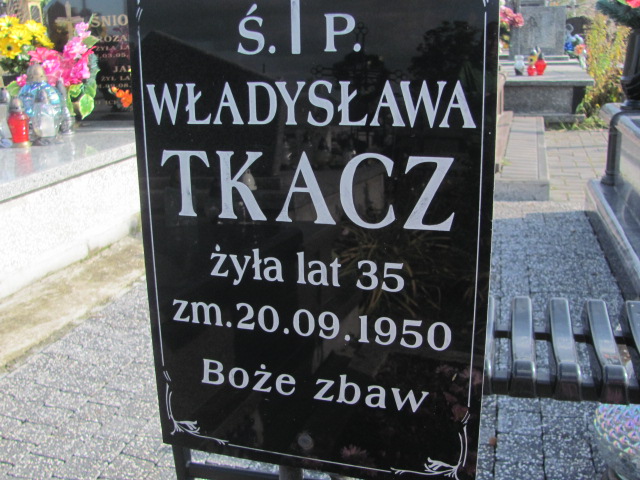 Ś. P.
WŁADYSŁAWA
TKACZ
żyła lat 35
zm.20.09.1950
Boże zbaw